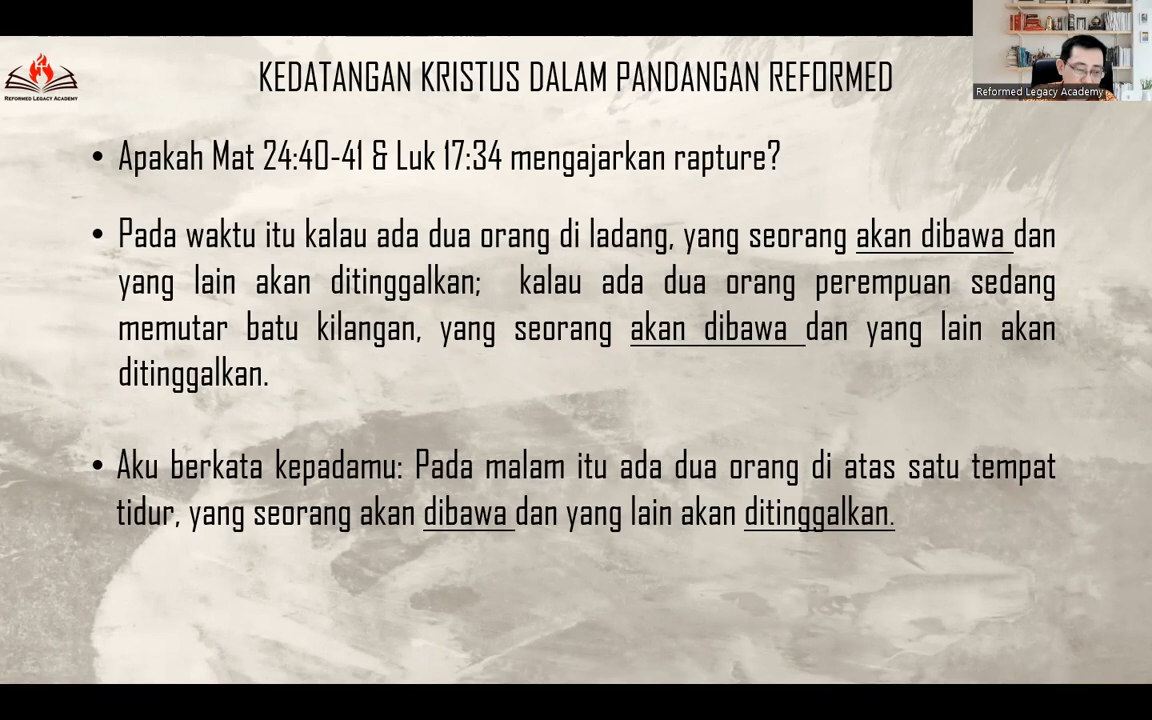 KEDATANGAN KRISTUS DALAM PANDANGAN REFORMED
REFORMED LEGACY ACADEMY
Reformed Legacy Academy
• Apakah Mat 24:40-41 & Luk 17:34 mengajarkan rapture?
• Pada waktu itu kalau ada dua orang di ladang, yang seorang akan dibawa dan
yang lain akan ditinggalkan; kalau ada dua orang perempuan sedang
memutar batu kilangan, yang seorang akan dibawa dan yang lain akan
ditinggalkan.
• Aku berkata kepadamu: Pada malam itu ada dua orang di atas satu tempat
tidur, yang seorang akan dibawa dan yang lain akan ditinggalkan.